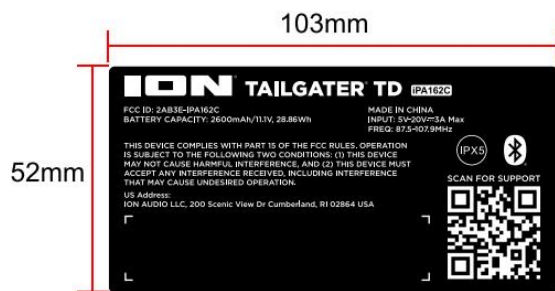 103mm
52mm
ION TAILGATER TD iPA162C
FCC ID: 2AB3E-IPA162C
BATTERY CAPACITY: 2600mAh/11.1V, 28.86Wh
MADE IN CHINA
INPUT: 5V-20V⎓3A Max
FREQ: 87.5-107.9MHz
THIS DEVICE COMPLIES WITH PART 15 OF THE FCC RULES. OPERATION
IS SUBJECT TO THE FOLLOWING TWO CONDITIONS: (1) THIS DEVICE
MAY NOT CAUSE HARMFUL INTERFERENCE, AND (2) THIS DEVICE MUST
ACCEPT ANY INTERFERENCE RECEIVED, INCLUDING INTERFERENCE
THAT MAY CAUSE UNDESIRED OPERATION.
US Address:
ION AUDIO LLC, 200 Scenic View Dr Cumberland, RI 02864 USA
IPX5
SCAN FOR SUPPORT